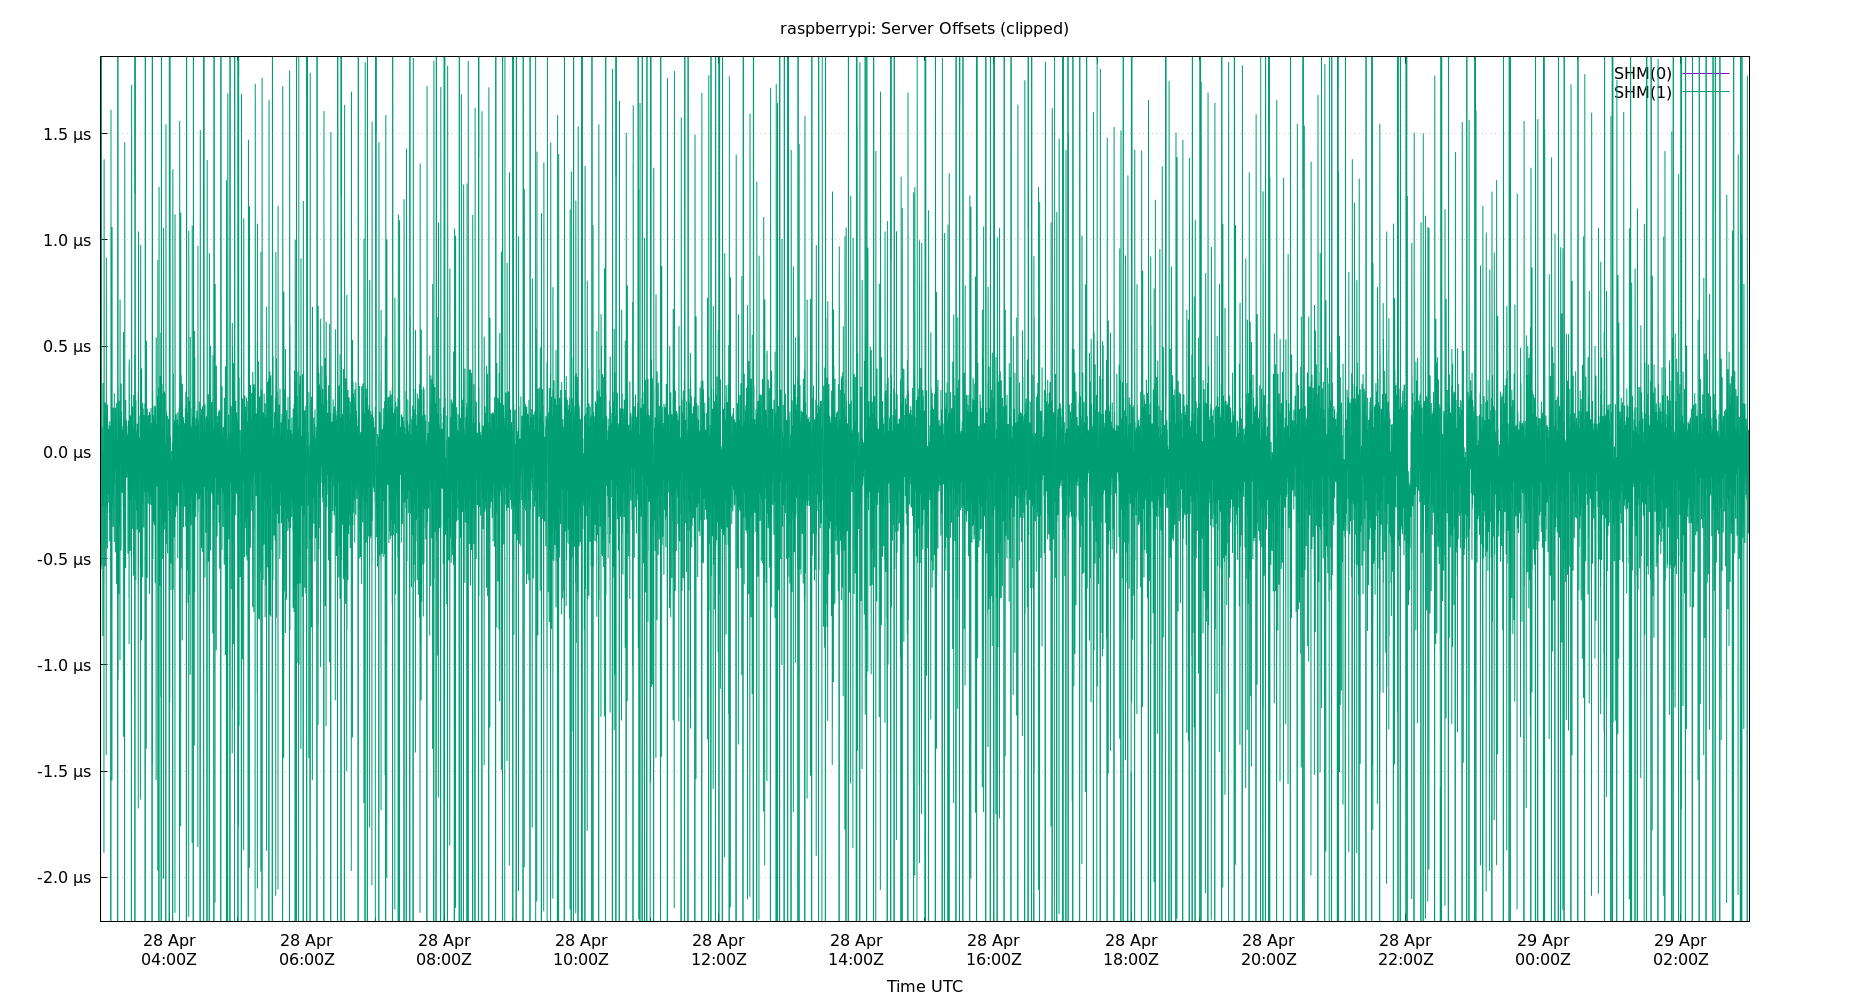 raspberrypi: Server Offsets (clipped)
SHM(0)
SHM(1)
1.5 µs
1.0 µs
0.5 µs
0.0 µs
-0.5 µs
-1.0 µs
-1.5 µs
-2.0 µs
28 Apr 28 Apr 28 Apr 28 Apr 28 Apr 28 Apr 28 Apr 28 Apr 28 Apr 28 Apr 29 Apr 29 Apr
04:00Z 06:00Z 08:00Z 10:00Z 12:00Z 14:00Z 16:00Z 18:00Z 20:00Z 22:00Z 00:00Z 02:00Z
Time UTC